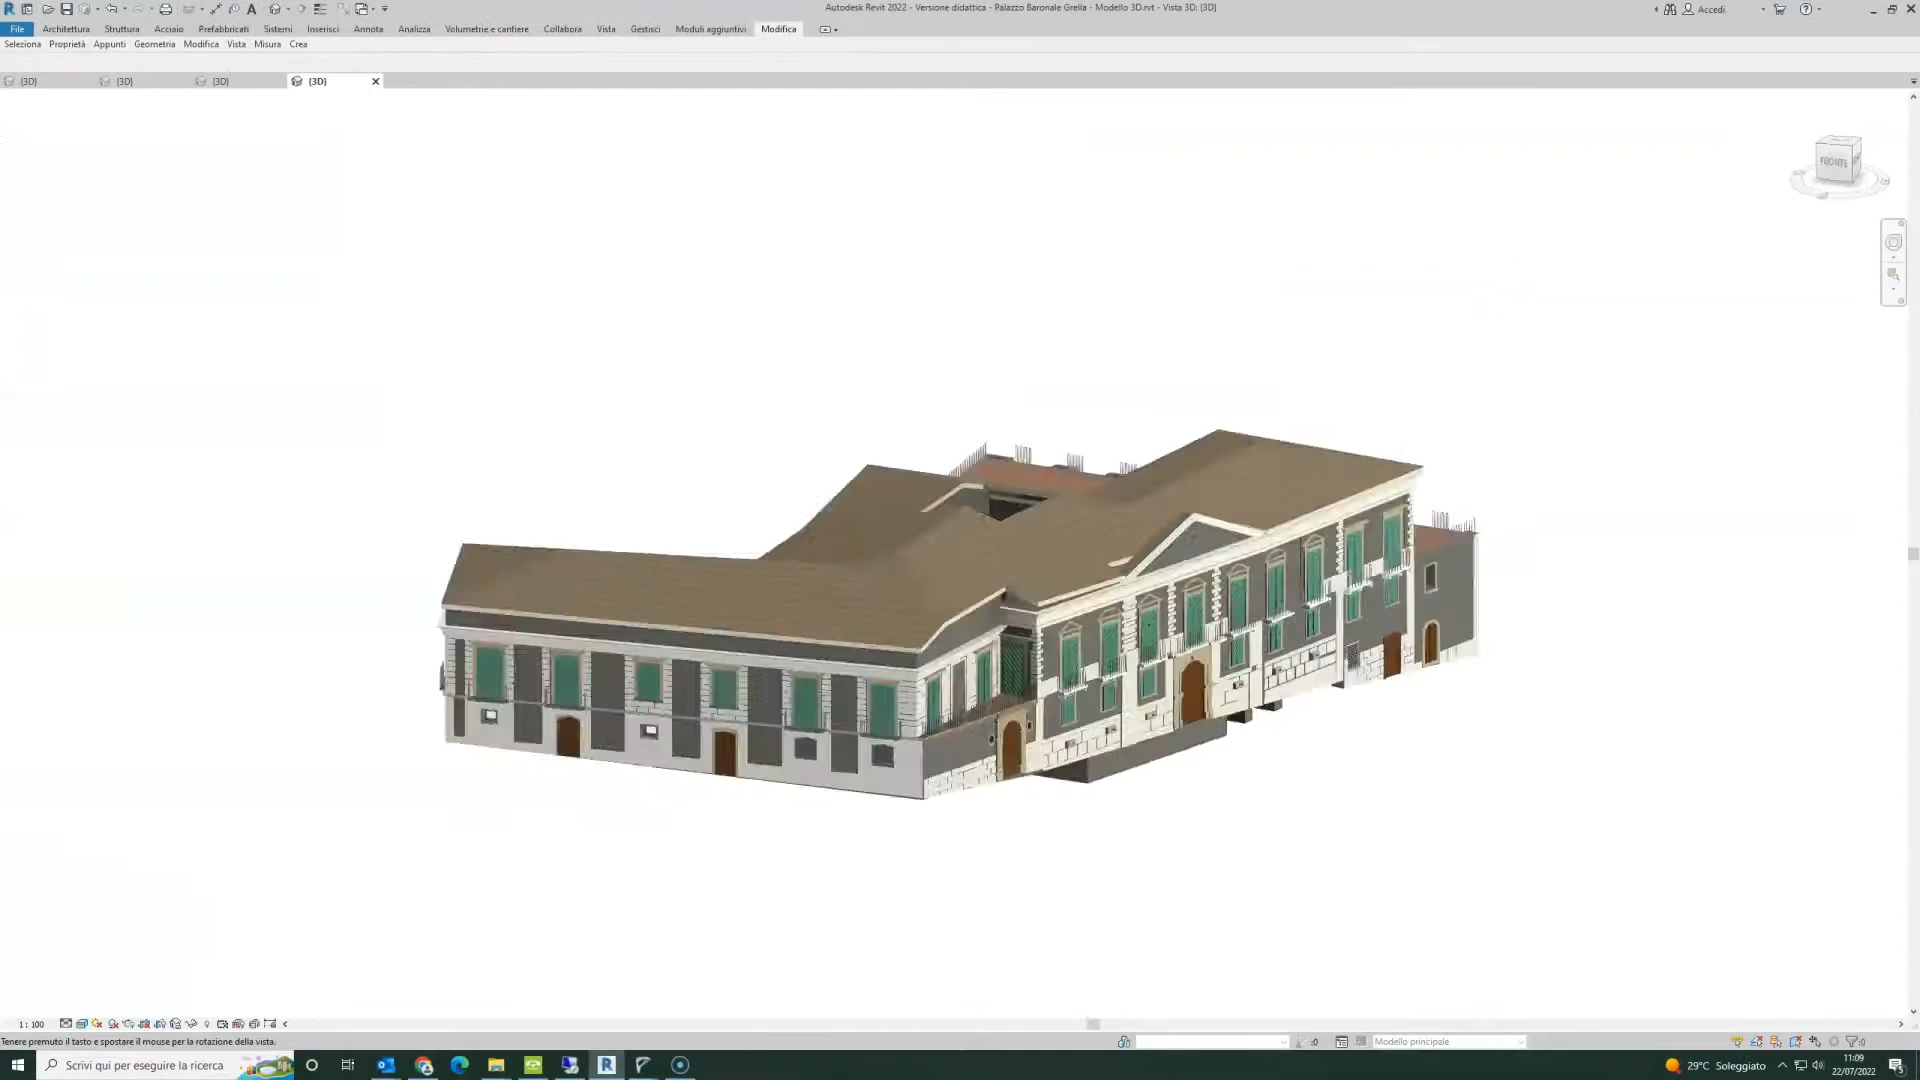 Autodesk Revit 2022 - Versione didattica - Palazzo Baronale Grella - Modello 3D.rvt - Vista 3D: {3D}
Accedi
File Architettura Struttura Acciaio Prefabbricati Sistemi Inserisci Annota Analizza Volumetrie e cantiere Collabora Vista Gestisci Moduli aggiuntivi Modifica
Seleziona Proprietà Appunti Geometria Modifica Vista Misura Crea
{3D} {3D} {3D} {3D}
FRONTE
1 : 100
Tenere premuto il tasto e spostare il mouse per la rotazione della vista.
:0 Modello principale :0
Scrivi qui per eseguire la ricerca
29°C Soleggiato
11:09
22/07/2022